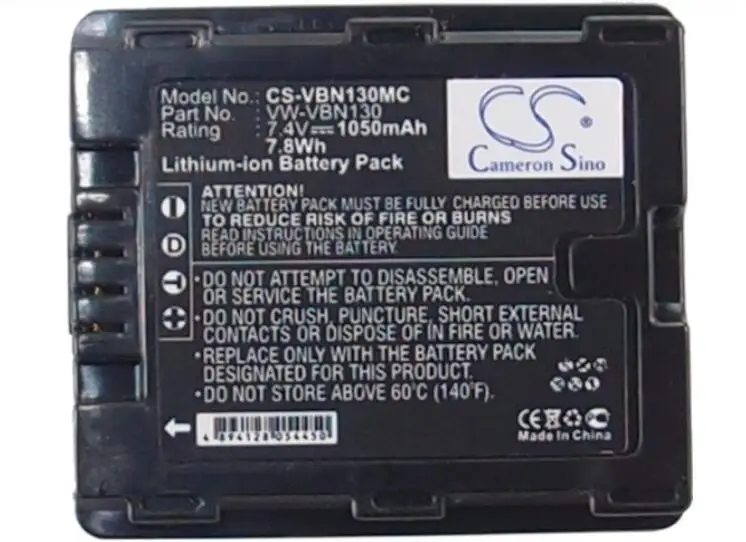 Model No.: CS-VBN130MC
Part No.: VW-VBN130
Rating : 7.4V 1050mAh
7.8Wh
Lithium-ion Battery Pack
CS
Cameron Sino
ATTENTION:
NEW BATTERY PACK MUST BE FULLY CHARGED BEFORE USE
TO REDUCE RISK OF FIRE OR BURNS
READ INSTRUCTIONS IN OPERATING GUIDE
BEFORE USING THE BATTERY.
D
T
•DO NOT ATTEMPT TO DISASSEMBLE, OPEN
OR SERVICE THE BATTERY PACK.
•DO NOT CRUSH, PUNCTURE, SHORT EXTERNAL
CONTACTS OR DISPOSE OF IN FIRE OR WATER.
•REPLACE ONLY WITH THE BATTERY PACK
DESIGNATED FOR THIS PRODUCT.
•DO NOT STORE ABOVE 60°C (140°F).
4 894128 054450
CE
Made in China